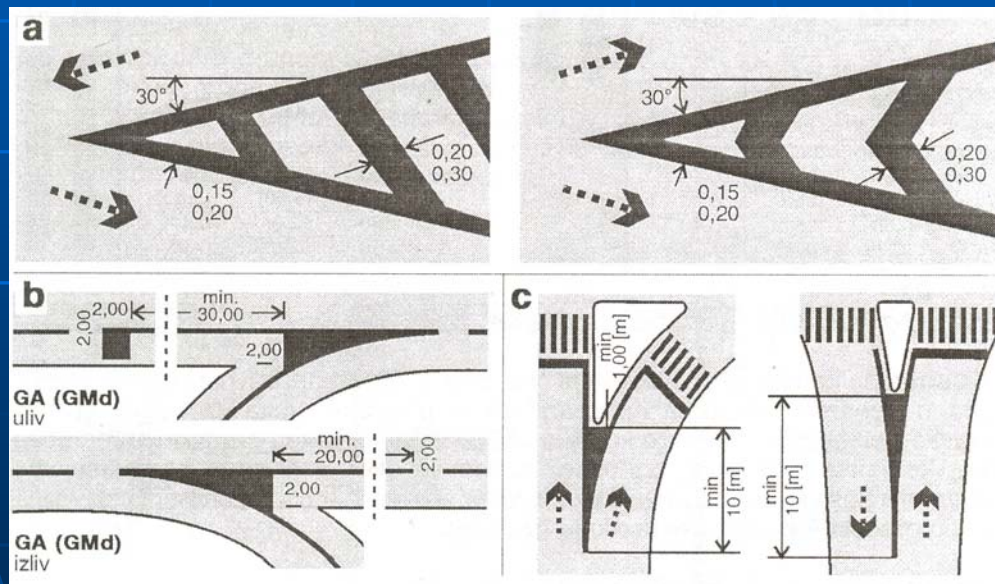 a
30°
0,15
0,20
0,20
0,30
30°
0,15
0,20
0,20
0,30
b
2,00
2,00
min.
30,00
2,00
GA (GMd)
uliv
min.
20,00
2,00
2,00
GA (GMd)
izliv
c
min
1,00 [m]
min
10 [m]
min
10 [m]